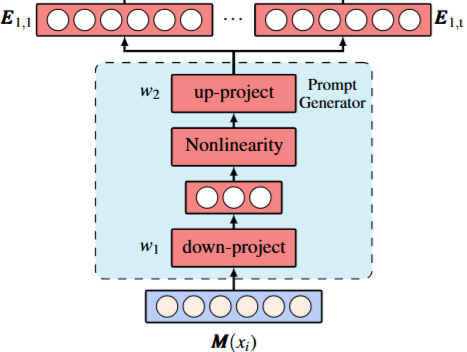 E1,1 ... E1,t
w2 up-project Prompt
Generator
Nonlinearity
w1 down-project
M(xi)